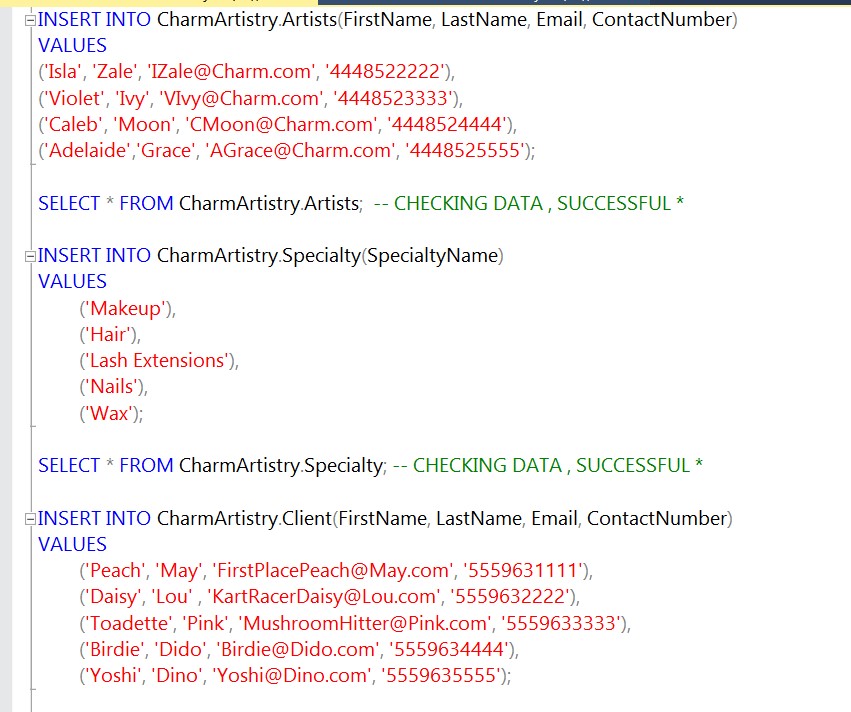 INSERT INTO CharmArtistry.Artists(FirstName, LastName, Email, ContactNumber)
VALUES
('Isla', 'Zale', 'IZale@Charm.com', '4448522222'),
('Violet', 'Ivy', 'VIvy@Charm.com', '4448523333'),
('Caleb', 'Moon', 'CMoon@Charm.com', '4448524444'),
('Adelaide','Grace', 'AGrace@Charm.com', '4448525555');
SELECT * FROM CharmArtistry.Artists;  -- CHECKING DATA , SUCCESSFUL *
INSERT INTO CharmArtistry.Specialty(SpecialtyName)
VALUES
('Makeup'),
('Hair'),
('Lash Extensions'),
('Nails'),
('Wax');
SELECT * FROM CharmArtistry.Specialty; -- CHECKING DATA , SUCCESSFUL *
INSERT INTO CharmArtistry.Client(FirstName, LastName, Email, ContactNumber)
VALUES
('Peach', 'May', 'FirstPlacePeach@May.com', '5559631111'),
('Daisy', 'Lou' , 'KartRacerDaisy@Lou.com', '5559632222'),
('Toadette', 'Pink', 'MushroomHitter@Pink.com', '5559633333'),
('Birdie', 'Dido', 'Birdie@Dido.com', '5559634444'),
('Yoshi', 'Dino', 'Yoshi@Dino.com', '5559635555');